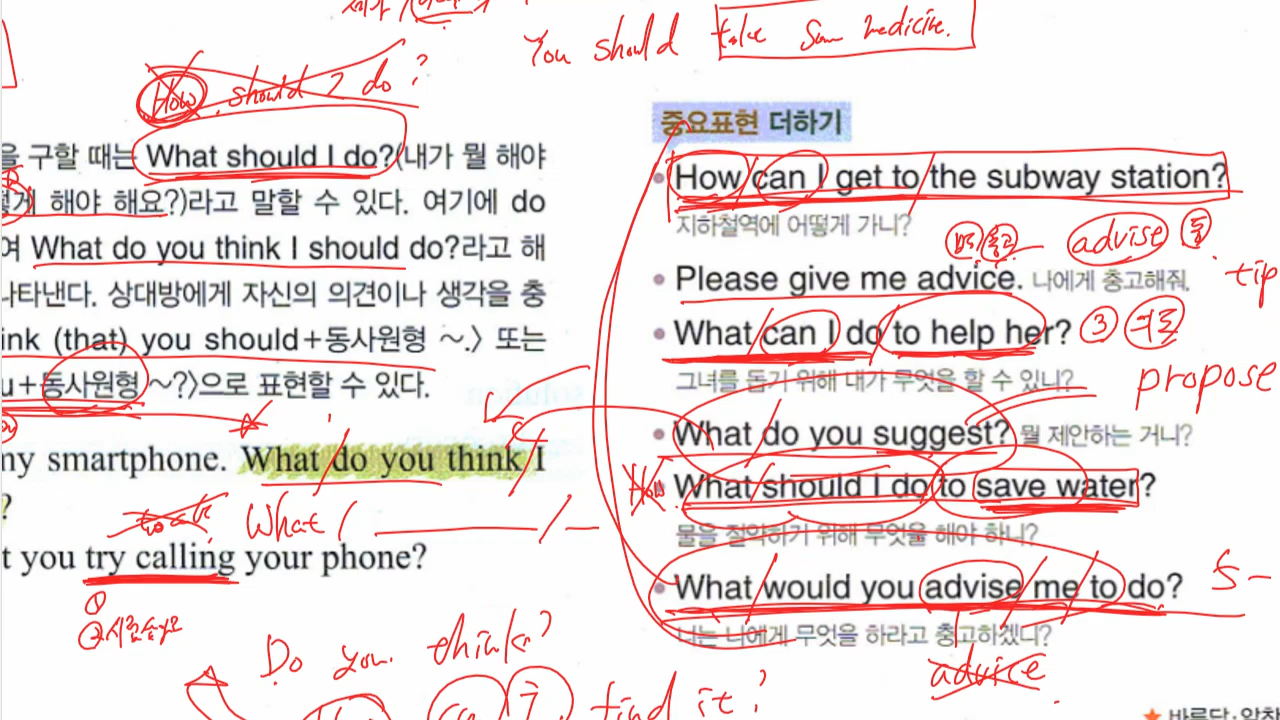 You should take some medicine.
How should I do?
을 구할 때는 What should I do?(내가 뭘 해야
해야 해요?)라고 말할 수 있다. 여기에 do
여 What do you think I should do?라고 해
나타낸다. 상대방에게 자신의 의견이나 생각을 충
ink (that) you should+동사원형 ~.> 또는
u+동사원형 ~?>으로 표현할 수 있다.
my smartphone. What do you think I
?
What / /
t you try calling your phone?
①
②
Do you think?
find it?
중요표현 더하기
• How can I get to the subway station?
지하철역에 어떻게 가니?
advise 동
• Please give me advice. 나에게 충고해줘.
tip
• What can I do to help her? ③
그녀를 돕기 위해 내가 무엇을 할 수 있니?
propose
• What do you suggest? 뭘 제안하는 거니?
How
• What should I do to save water?
물을 절약하기 위해 무엇을 해야 하니?
• What would you advise me to do? 5-
너는 나에게 무엇을 하라고 충고하겠니?
advice